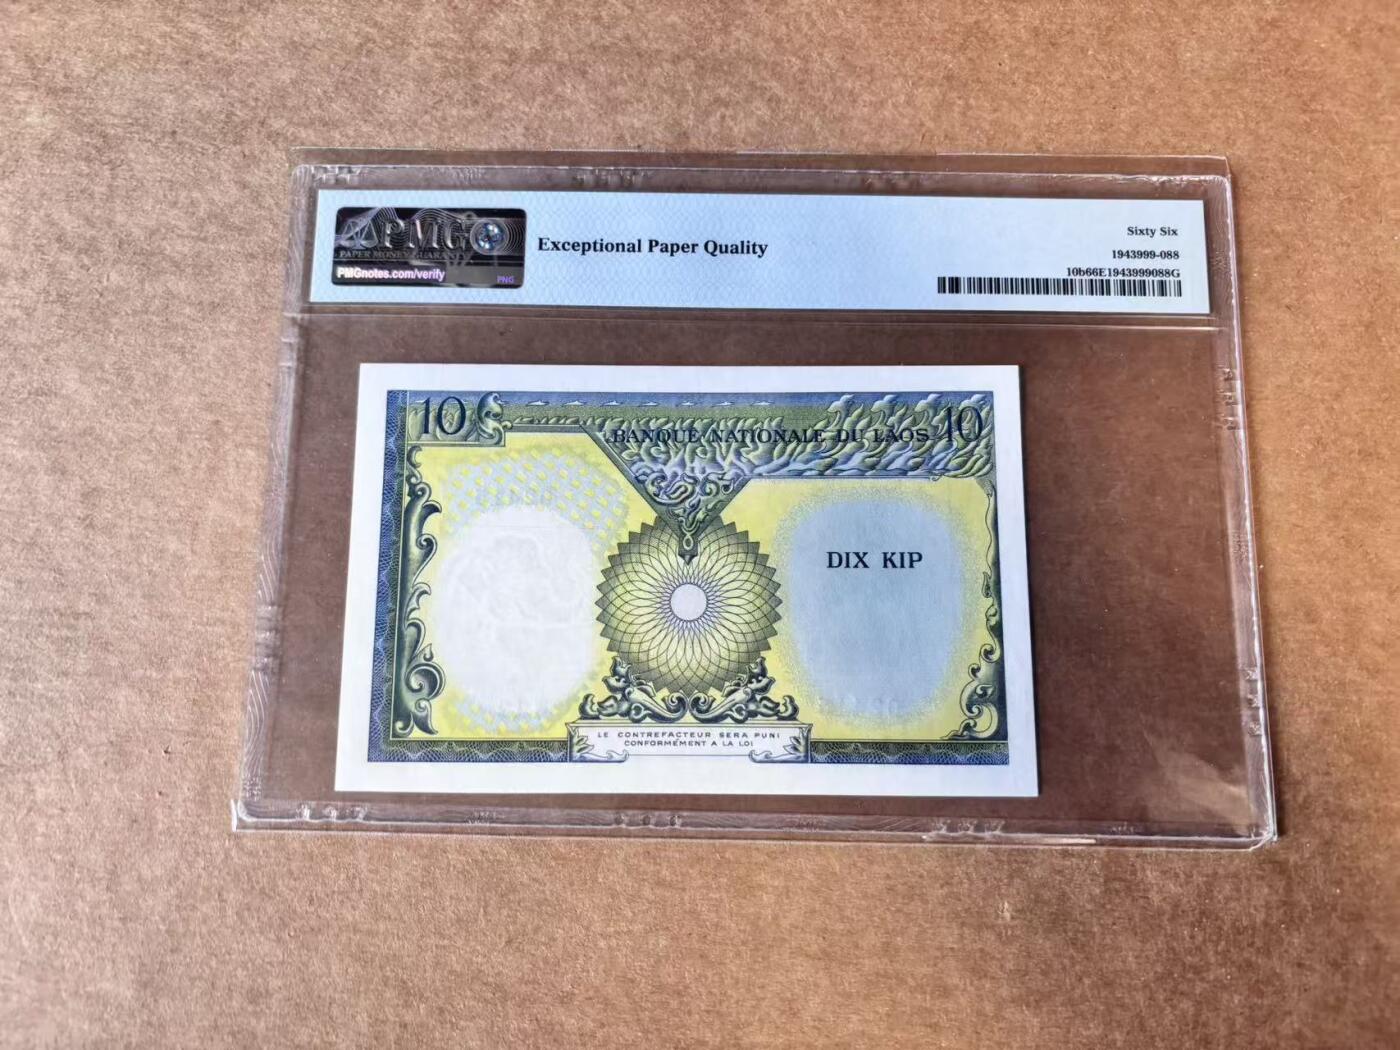 PMG
PAPER MONEY GUARANTY
PMGnotes.com/verify
PNG
Exceptional Paper Quality
Sixty Six
1943999-088
10b66E1943999088G
10
BANQUE NATIONALE DU LAOS
10
DIX KIP
LE CONTREFACTEUR SERA PUNI
CONFORMÉMENT A LA LOI